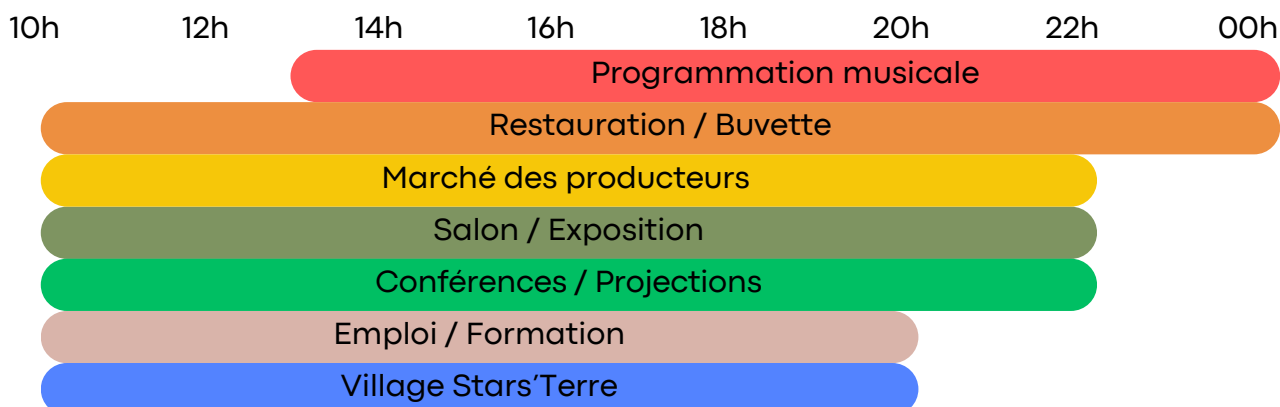 10h 12h 14h 16h 18h 20h 22h 00h
Programmation musicale
Restauration / Buvette
Marché des producteurs
Salon / Exposition
Conférences / Projections
Emploi / Formation
Village Stars'Terre